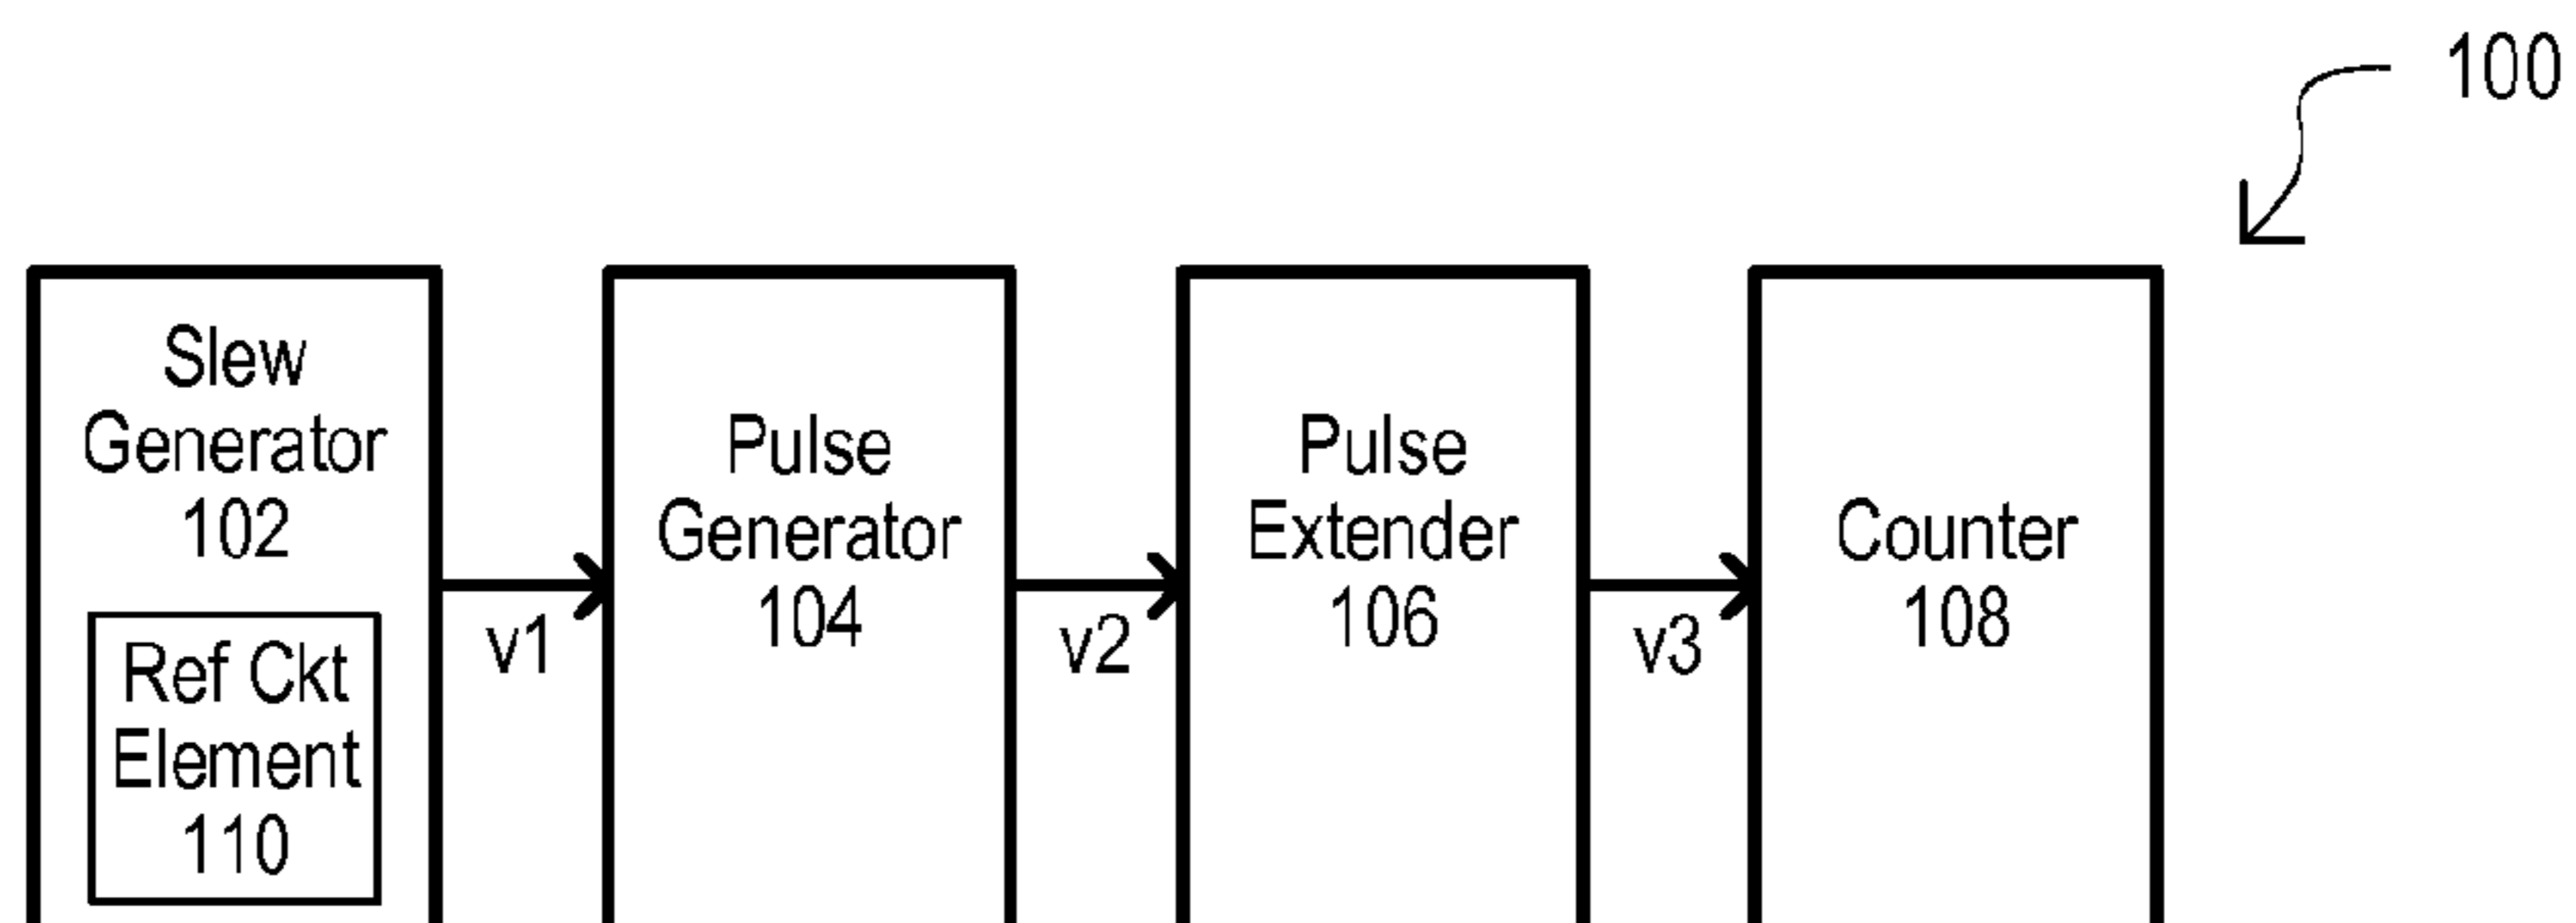 100
Slew
Generator
102
Ref Ckt
Element
110
v1
Pulse
Generator
104
v2
Pulse
Extender
106
v3
Counter
108